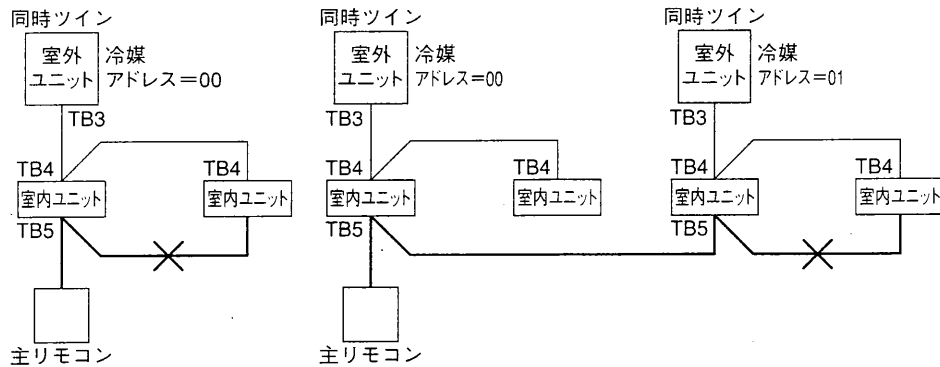 同時ツイン
室外
ユニット
冷媒
アドレス=00
TB3
TB4
TB4
室内ユニット
室内ユニット
TB5
主リモコン
同時ツイン
室外
ユニット
冷媒
アドレス=00
TB3
TB4
TB4
室内ユニット
室内ユニット
TB5
主リモコン
同時ツイン
室外
ユニット
冷媒
アドレス=01
TB3
TB4
TB4
室内ユニット
室内ユニット
TB5